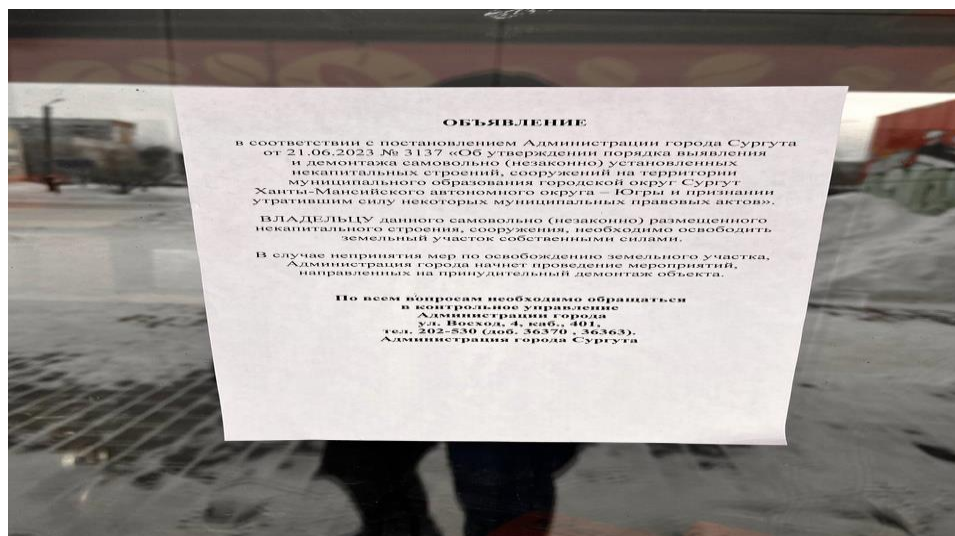 ОБЪЯВЛЕНИЕ
в соответствии с постановлением Администрации города Сургута
от 21.06.2023 № 3137 «Об утверждении порядка выявления
и демонтажа самовольно (незаконно) установленных
некапитальных строений, сооружений на территории
муниципального образования городской округ Сургут
Ханты-Мансийского автономного округа – Югры и признании
утратившим силу некоторых муниципальных правовых актов».
ВЛАДЕЛЬЦУ данного самовольно (незаконно) размещенного
некапитального строения, сооружения, необходимо освободить
земельный участок собственными силами.
В случае непринятия мер по освобождению земельного участка,
Администрация города начнет проведение мероприятий,
направленных на принудительный демонтаж объекта.
По всем вопросам необходимо обращаться
в контрольное управление
Администрации города
ул. Восход, 4, каб., 401,
тел. 202-530 (доб. 36370 , 36363).
Администрация города Сургута